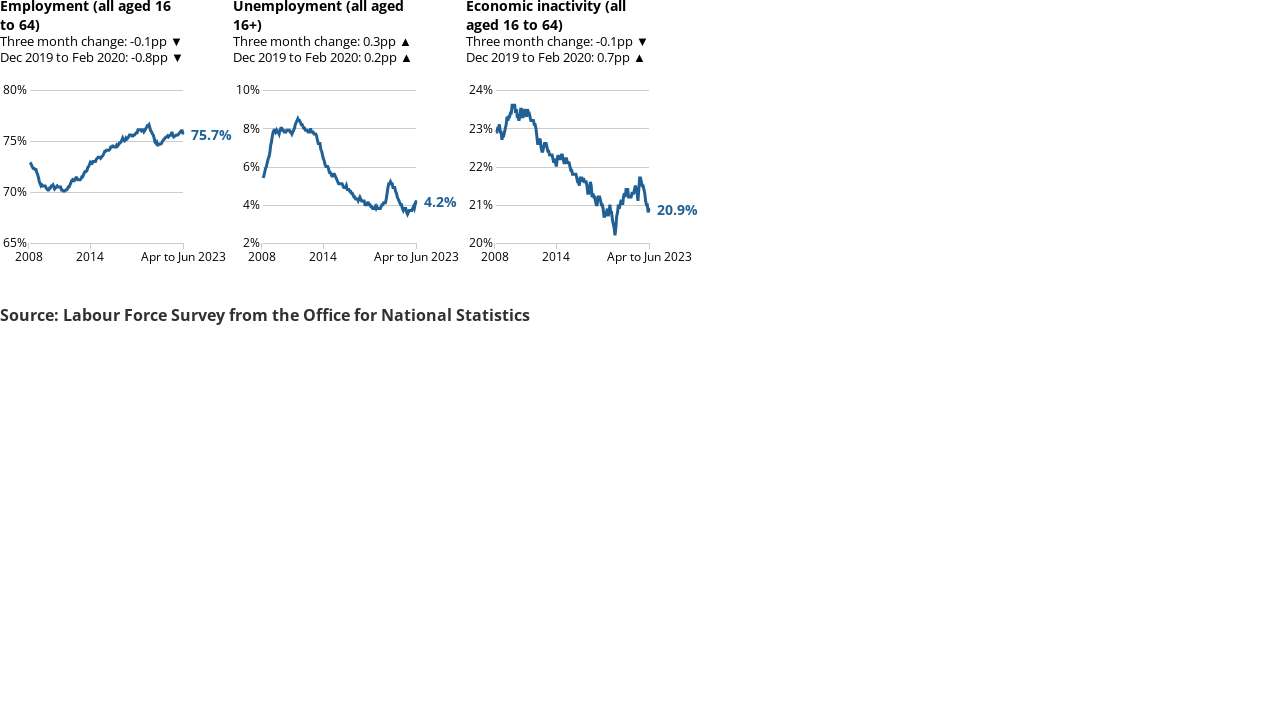 Employment (all aged 16
to 64)
Three month change: -0.1pp ▼
Dec 2019 to Feb 2020: -0.8pp ▼
80%
75%
70%
65%
2008
2014
Apr to Jun 2023
75.7%
Unemployment (all aged
16+)
Three month change: 0.3pp ▲
Dec 2019 to Feb 2020: 0.2pp ▲
10%
8%
6%
4%
2%
2008
2014
Apr to Jun 2023
4.2%
Economic inactivity (all
aged 16 to 64)
Three month change: -0.1pp ▼
Dec 2019 to Feb 2020: 0.7pp ▲
24%
23%
22%
21%
20%
2008
2014
Apr to Jun 2023
20.9%
Source: Labour Force Survey from the Office for National Statistics